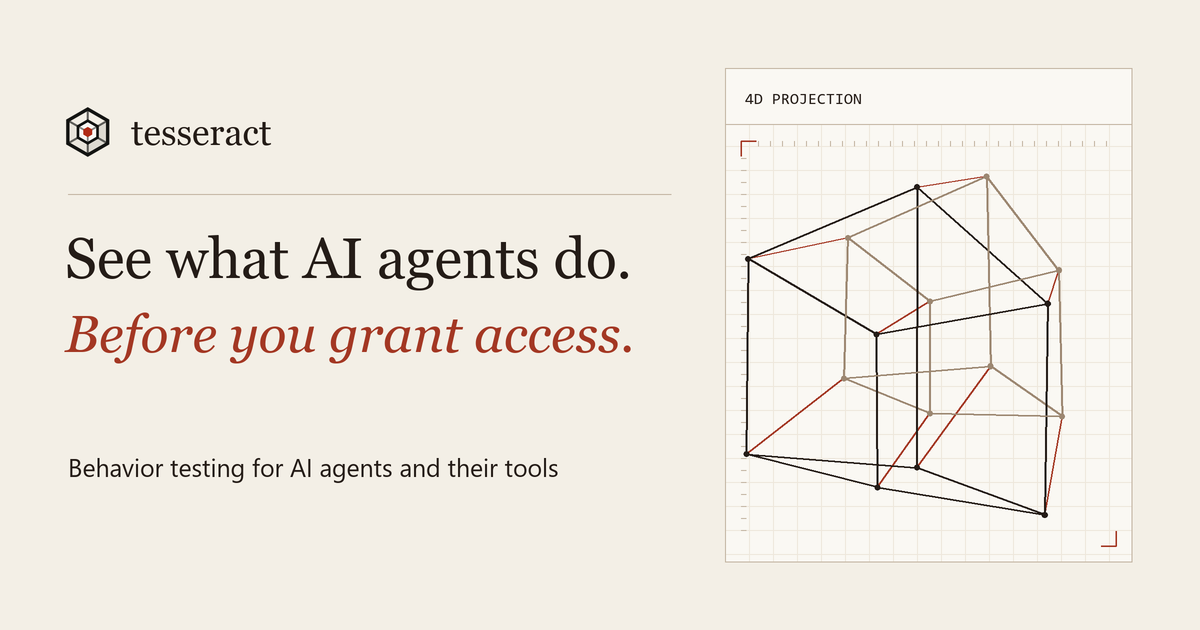 tesseract
See what AI agents do.
Before you grant access.
Behavior testing for AI agents and their tools
4D PROJECTION